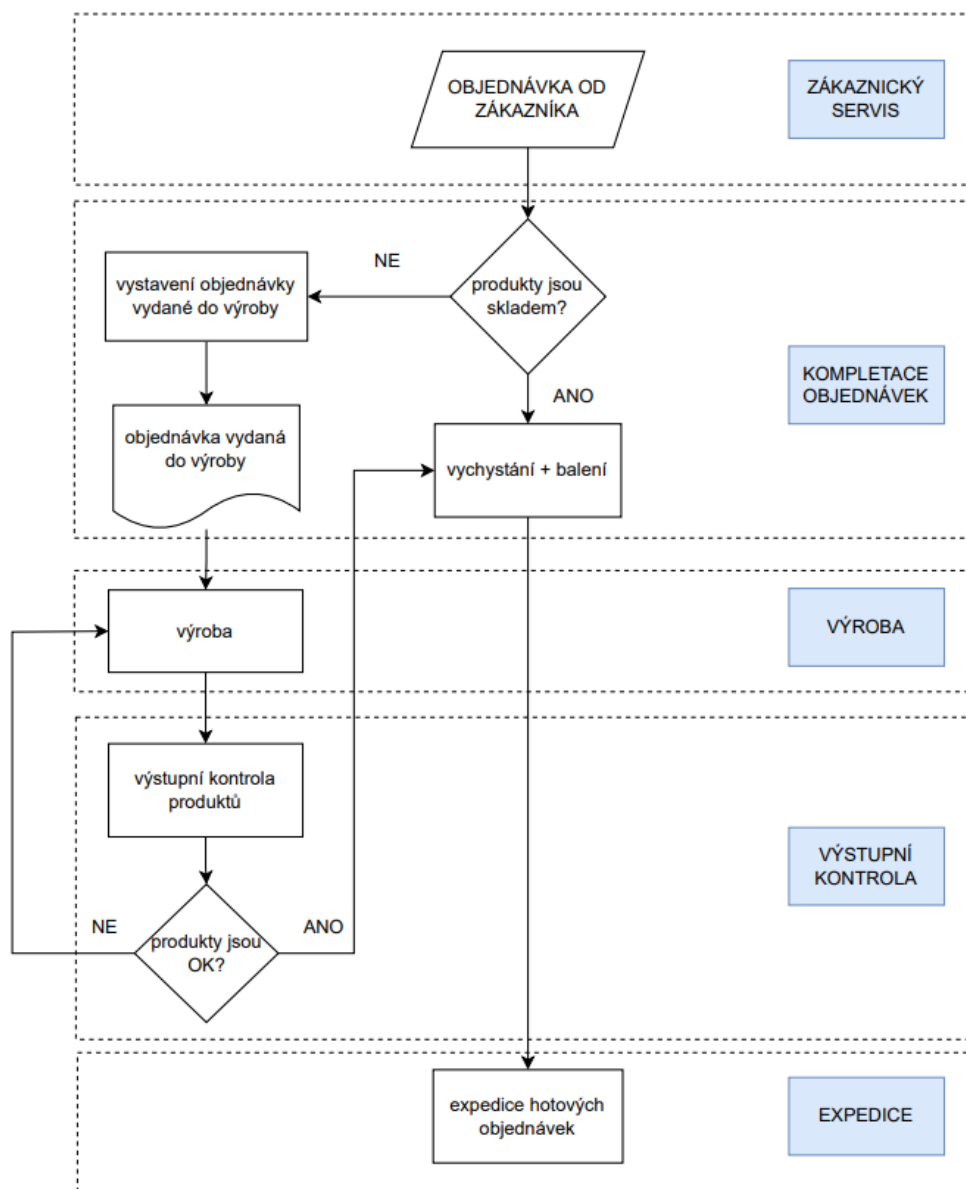 OBJEDNÁVKA OD
ZÁKAZNÍKA
ZÁKAZNICKÝ
SERVIS
NE
vystavení objednávky
vydané do výroby
produkty jsou
skladem?
KOMPLETACE
OBJEDNÁVEK
ANO
objednávka vydaná
do výroby
vychystání + balení
výroba
VÝROBA
výstupní kontrola
produktů
VÝSTUPNÍ
KONTROLA
NE
ANO
produkty jsou
OK?
expedice hotových
objednávek
EXPEDICE